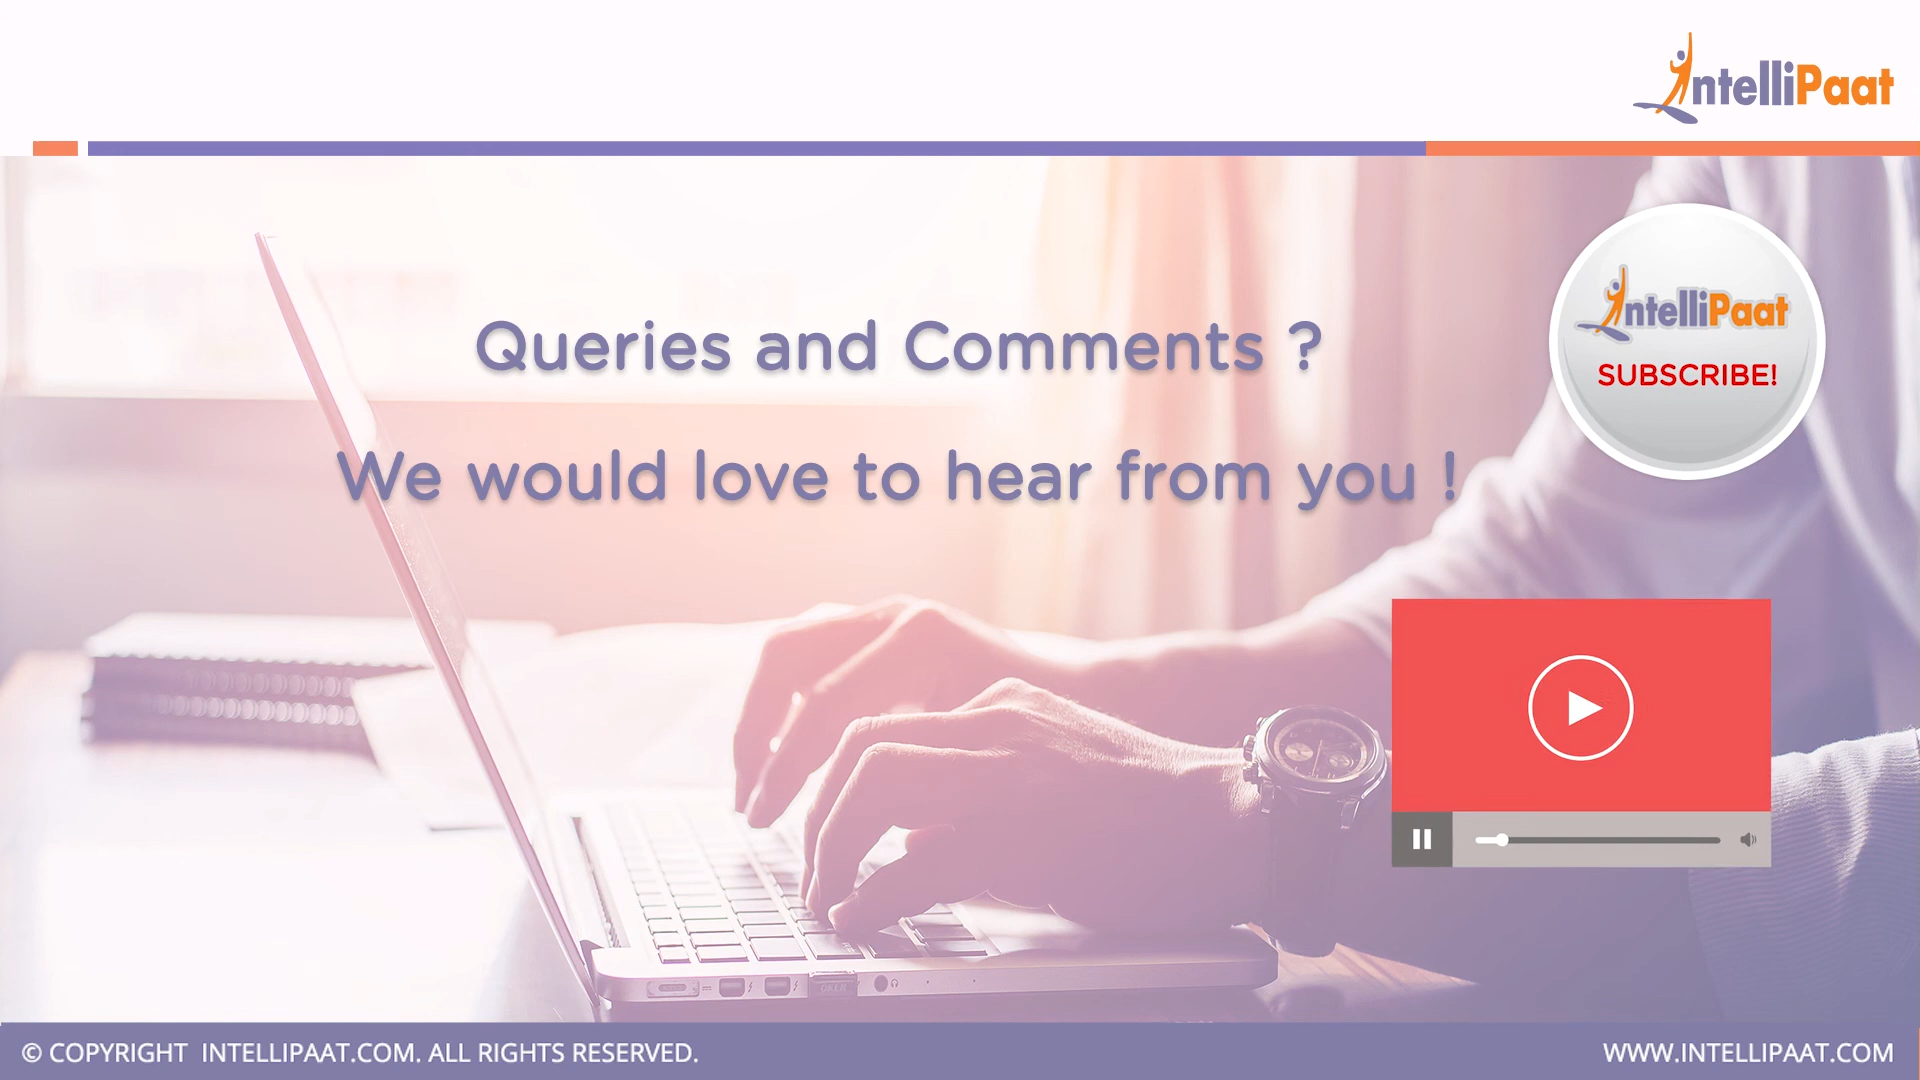 IntelliPaat
Queries and Comments ?
We would love to hear from you !
IntelliPaat
SUBSCRIBE!
© COPYRIGHT INTELLIPAAT.COM. ALL RIGHTS RESERVED.
WWW.INTELLIPAAT.COM